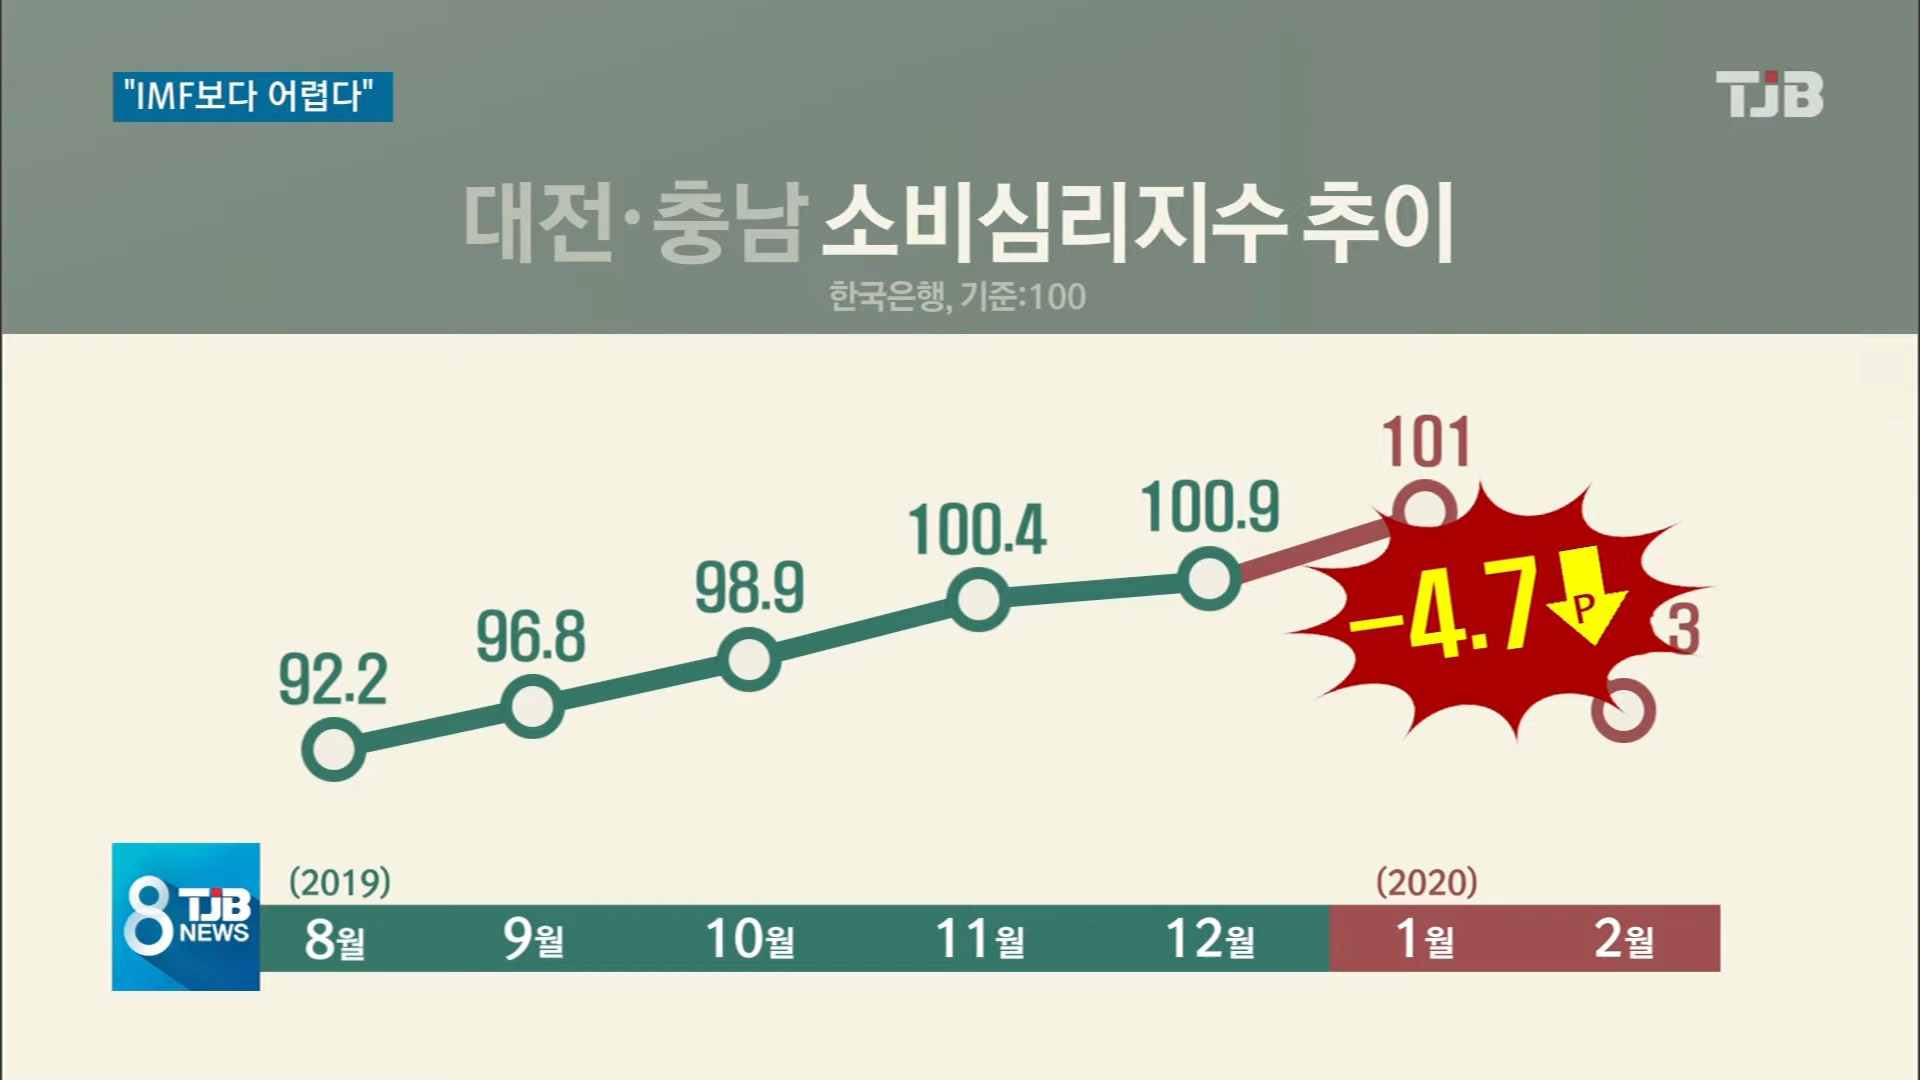 "IMF보다 어렵다"
TJB
대전·충남 소비심리지수 추이
한국은행, 기준:100
92.2
96.8
98.9
100.4
100.9
101
-4.7
P
3
(2019)
(2020)
8 TJB
NEWS
8월 9월 10월 11월 12월 1월 2월